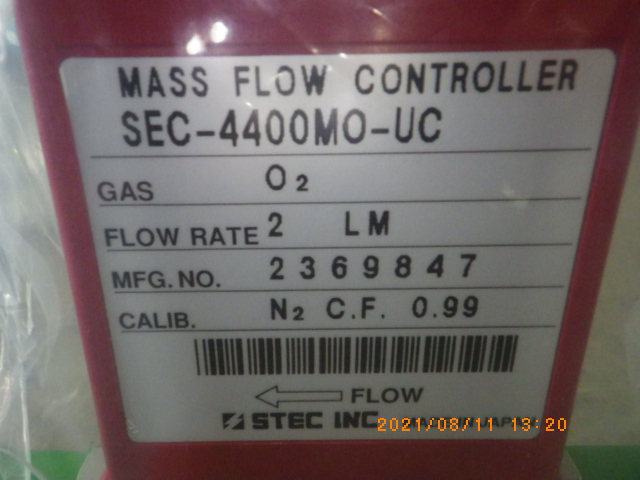 MASS FLOW CONTROLLER
SEC-4400MO-UC
GAS O₂
FLOW RATE 2 LM
MFG. NO. 2369847
CALIB. N₂ C.F. 0.99
FLOW
STEC INC
2021/08/11 13:20